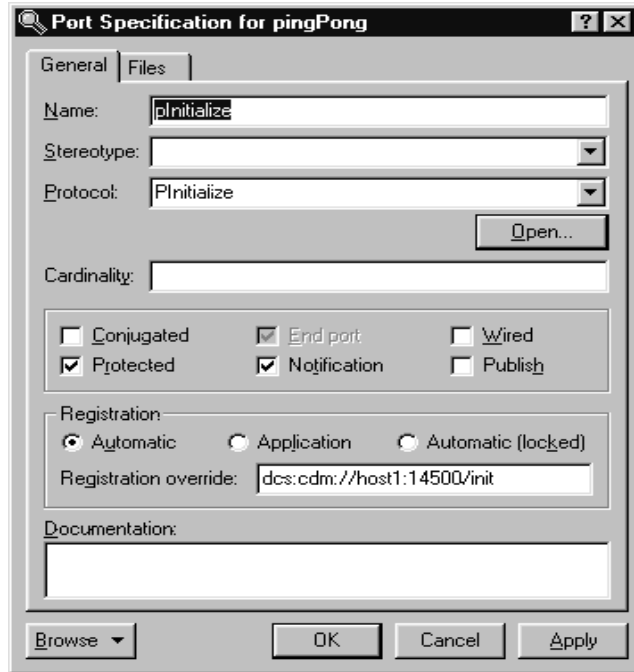 Port Specification for pingPong
General Files
Name: pInitialize
Stereotype:
Protocol: PInitialize
Open...
Cardinality:
Conjugated End port Wired
Protected Notification Publish
Registration
Automatic Application Automatic (locked)
Registration override: dcs:cdm://host1:14500/init
Documentation:
Browse OK Cancel Apply